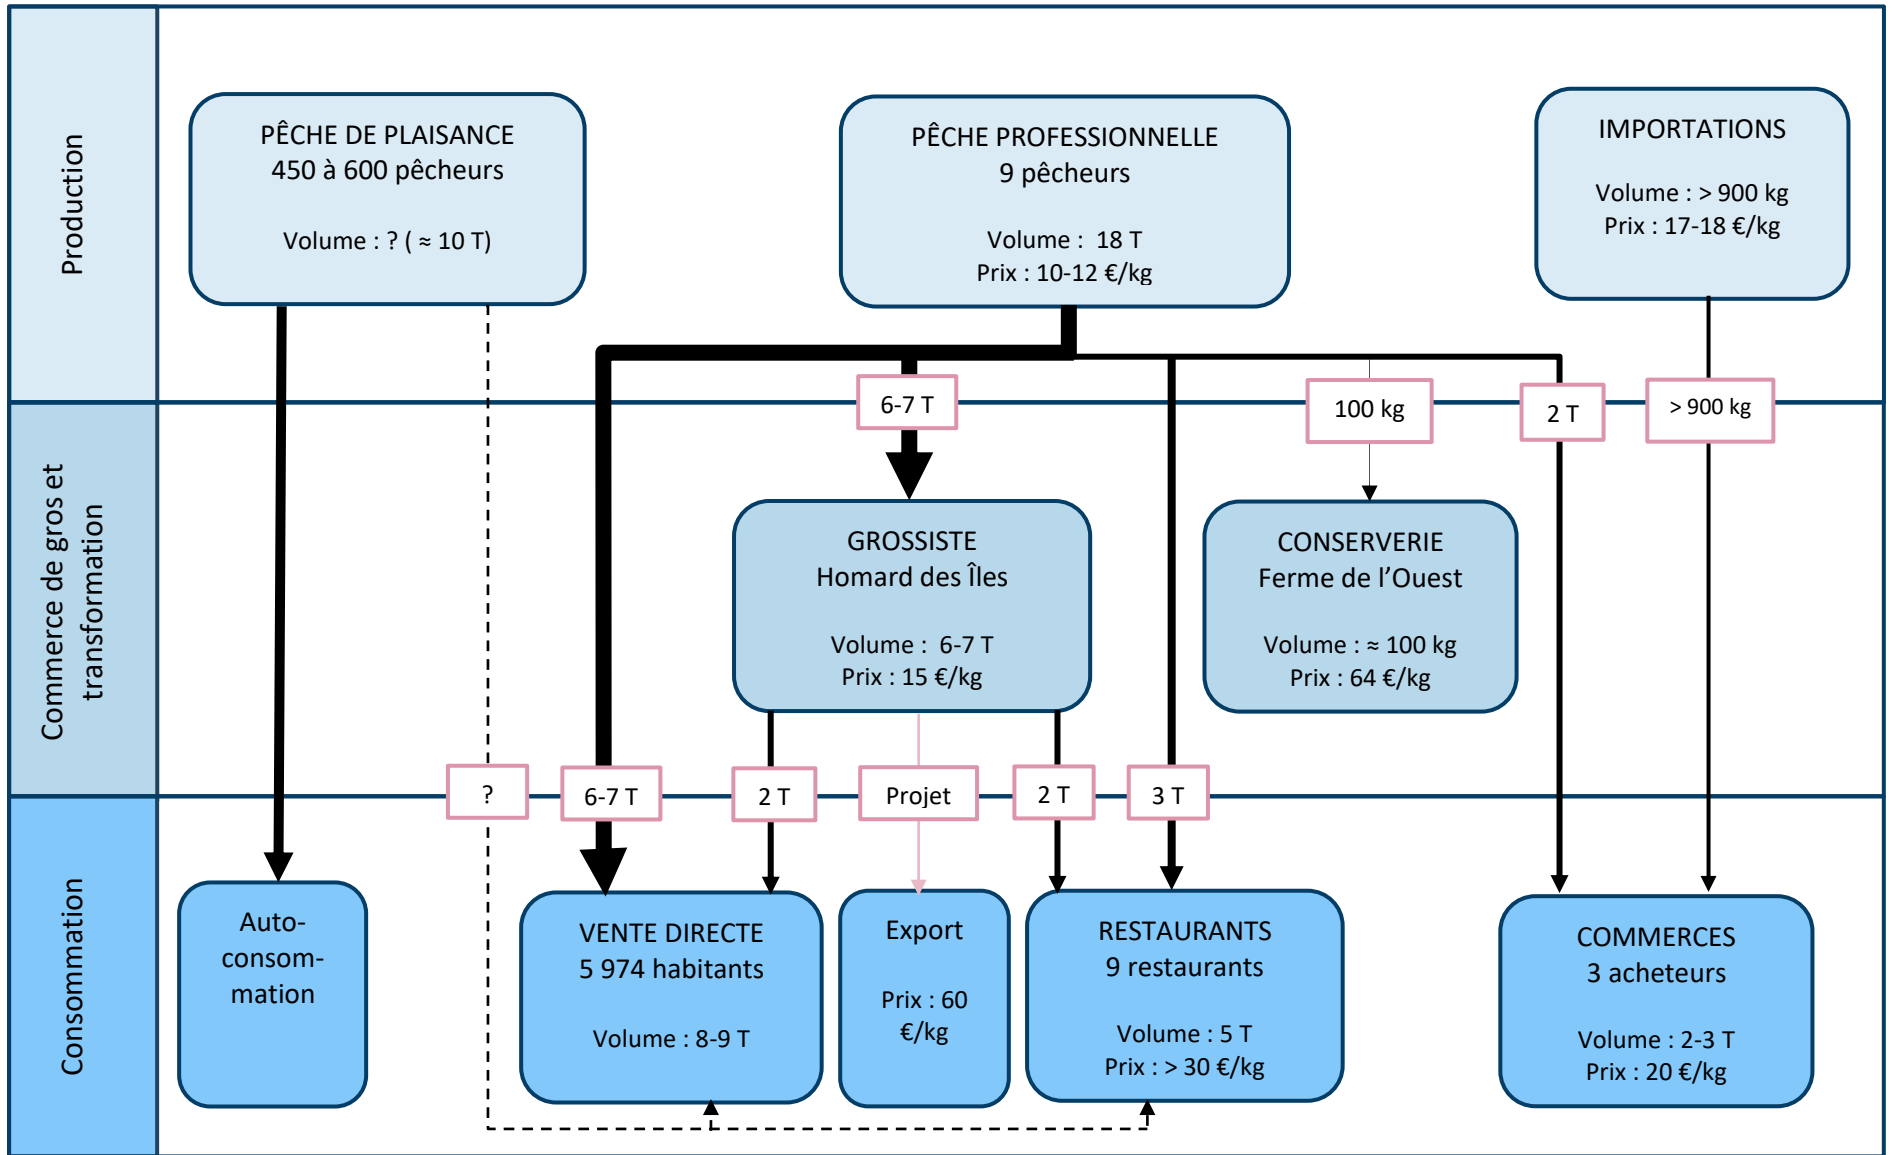 Production
PÊCHE DE PLAISANCE
450 à 600 pêcheurs
Volume : ? ( ≈ 10 T)
PÊCHE PROFESSIONNELLE
9 pêcheurs
Volume : 18 T
Prix : 10-12 €/kg
IMPORTATIONS
Volume : > 900 kg
Prix : 17-18 €/kg
6-7 T
100 kg
2 T
> 900 kg
Commerce de gros et
transformation
GROSSISTE
Homard des Îles
Volume : 6-7 T
Prix : 15 €/kg
CONSERVERIE
Ferme de l’Ouest
Volume : ≈ 100 kg
Prix : 64 €/kg
?
6-7 T
2 T
Projet
2 T
3 T
Consommation
Auto-
consom-
mation
VENTE DIRECTE
5 974 habitants
Volume : 8-9 T
Export
Prix : 60
€/kg
RESTAURANTS
9 restaurants
Volume : 5 T
Prix : > 30 €/kg
COMMERCES
3 acheteurs
Volume : 2-3 T
Prix : 20 €/kg